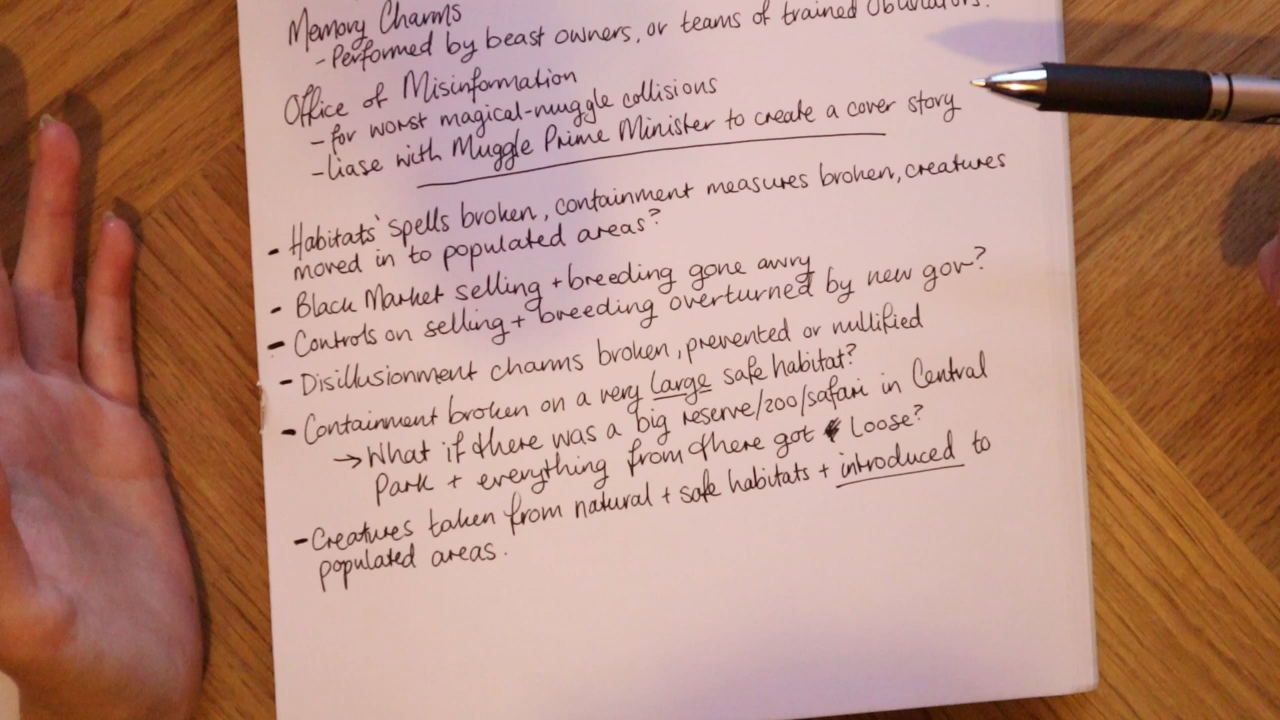 Memory Charms
- Performed by beast owners, or teams of trained Obliviators.
Office of Misinformation
- for worst magical-muggle collisions
- Liase with Muggle Prime Minister to create a cover story
- Habitats' spells broken, containment measures broken, creatures
moved in to populated areas?
- Black Market selling + breeding gone awry
- Controls on selling + breeding overturned by new gov?
- Disillusionment charms broken, prevented or nullified
- Containment broken on a very large safe habitat?
→ What if there was a big reserve/zoo/safari in Central
Park + everything from there got loose?
- Creatures taken from natural + safe habitats + introduced to
populated areas.